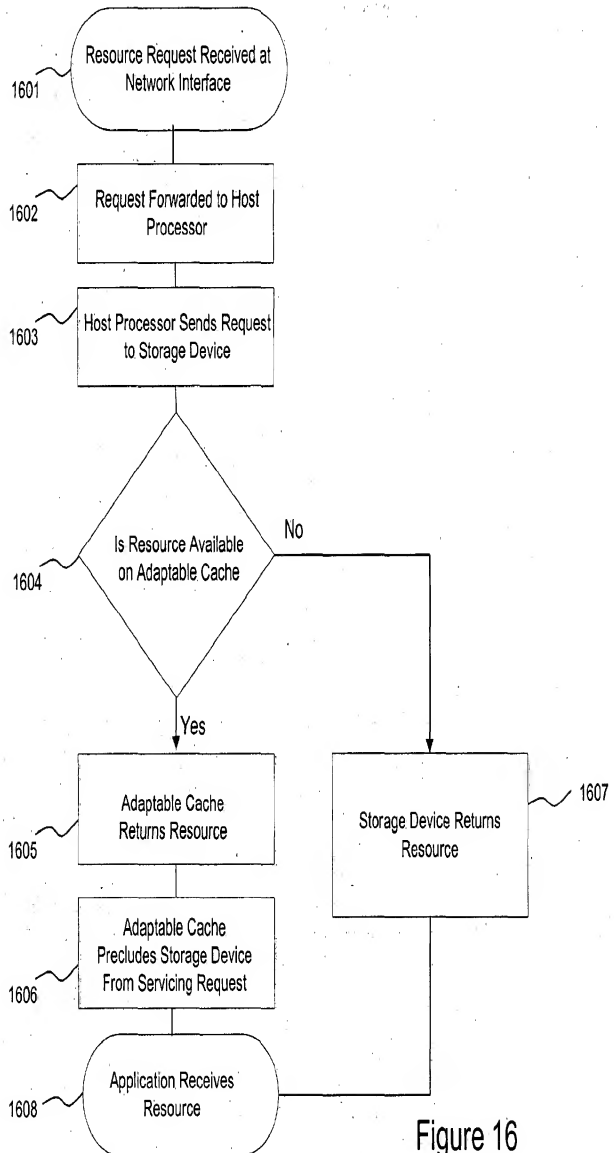 Resource Request Received at
Network Interface
1601
Request Forwarded to Host
Processor
1602
Host Processor Sends Request
to Storage Device
1603
Is Resource Available
on Adaptable Cache
1604
No
Yes
Adaptable Cache
Returns Resource
1605
Storage Device Returns
Resource
1607
Adaptable Cache
Precludes Storage Device
From Servicing Request
1606
Application Receives
Resource
1608
Figure 16